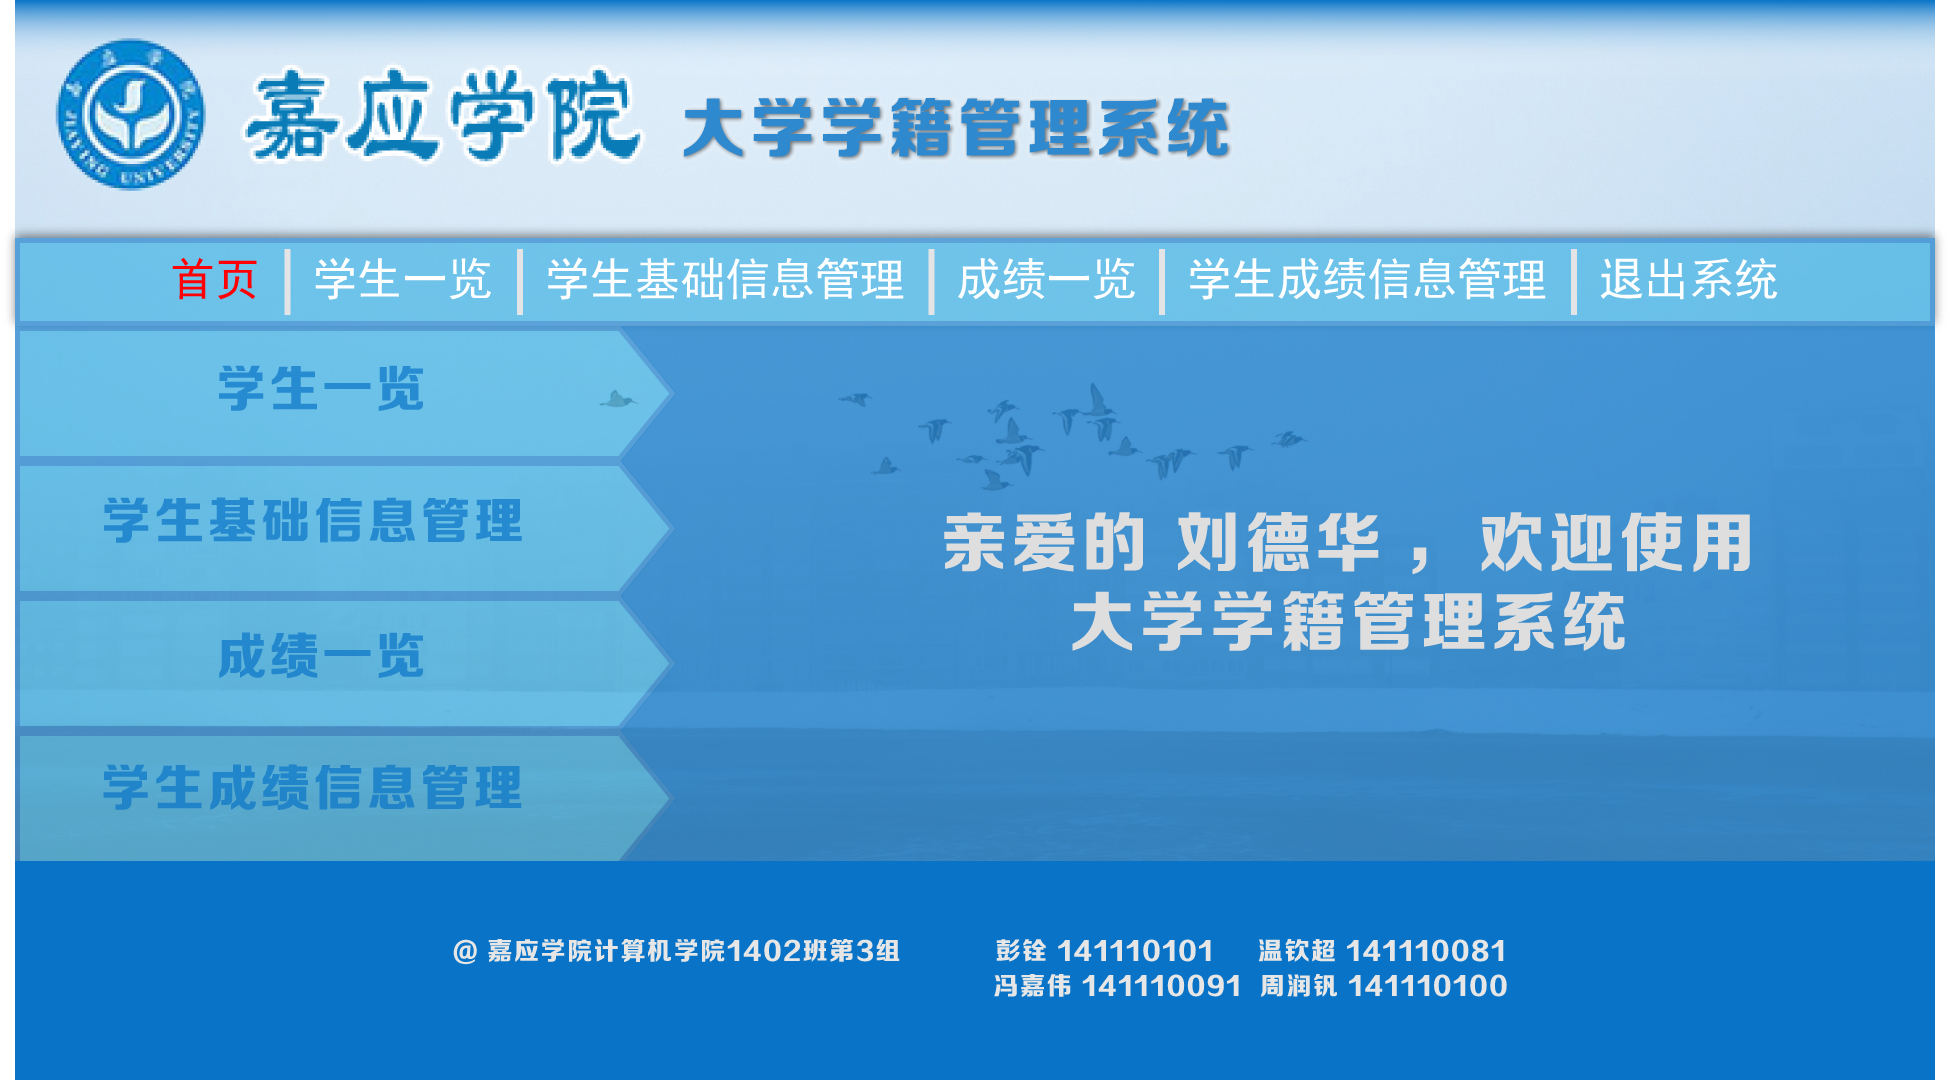 嘉应学院
JIAYING UNIVERSITY
嘉应学院 大学学籍管理系统
首页 学生一览 学生基础信息管理 成绩一览 学生成绩信息管理 退出系统
学生一览
学生基础信息管理
成绩一览
学生成绩信息管理
亲爱的 刘德华 ，欢迎使用
大学学籍管理系统
@ 嘉应学院计算机学院1402班第3组 彭铨 141110101 温钦超 141110081
冯嘉伟 141110091 周润钒 141110100